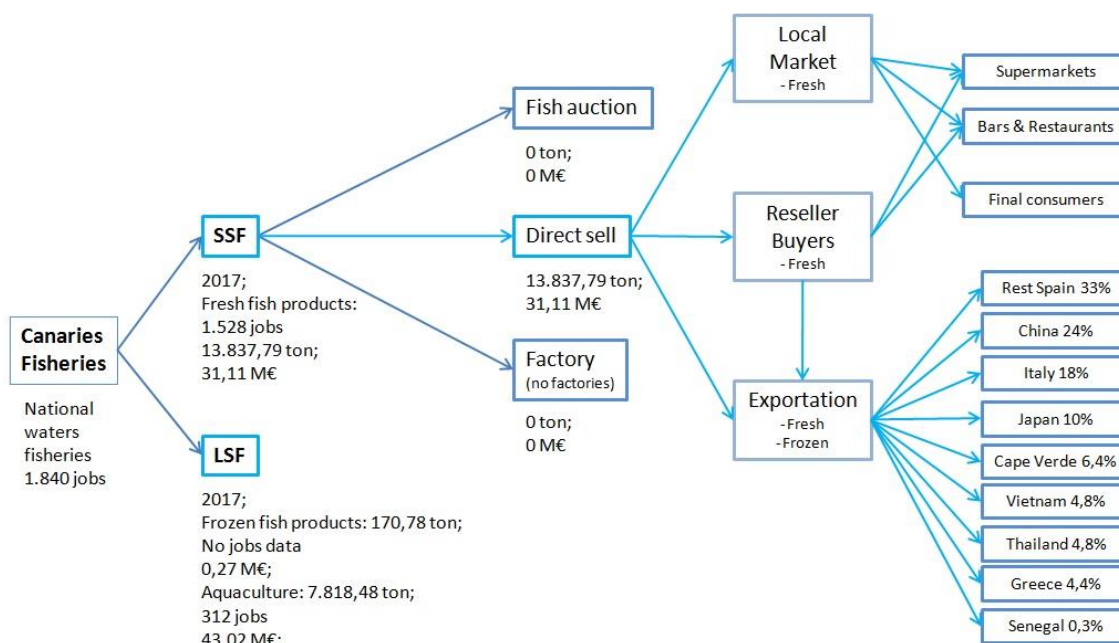 Canaries
Fisheries
National
waters
fisheries
1.840 jobs
SSF
2017;
Fresh fish products:
1.528 jobs
13.837,79 ton;
31,11 M€
LSF
2017;
Frozen fish products: 170,78 ton;
No jobs data
0,27 M€;
Aquaculture: 7.818,48 ton;
312 jobs
43,02 M€;
Fish auction
0 ton;
0 M€
Direct sell
13.837,79 ton;
31,11 M€
Factory
(no factories)
0 ton;
0 M€
Local
Market
- Fresh
Reseller
Buyers
- Fresh
Exportation
- Fresh
- Frozen
Supermarkets
Bars & Restaurants
Final consumers
Rest Spain 33%
China 24%
Italy 18%
Japan 10%
Cape Verde 6,4%
Vietnam 4,8%
Thailand 4,8%
Greece 4,4%
Senegal 0,3%